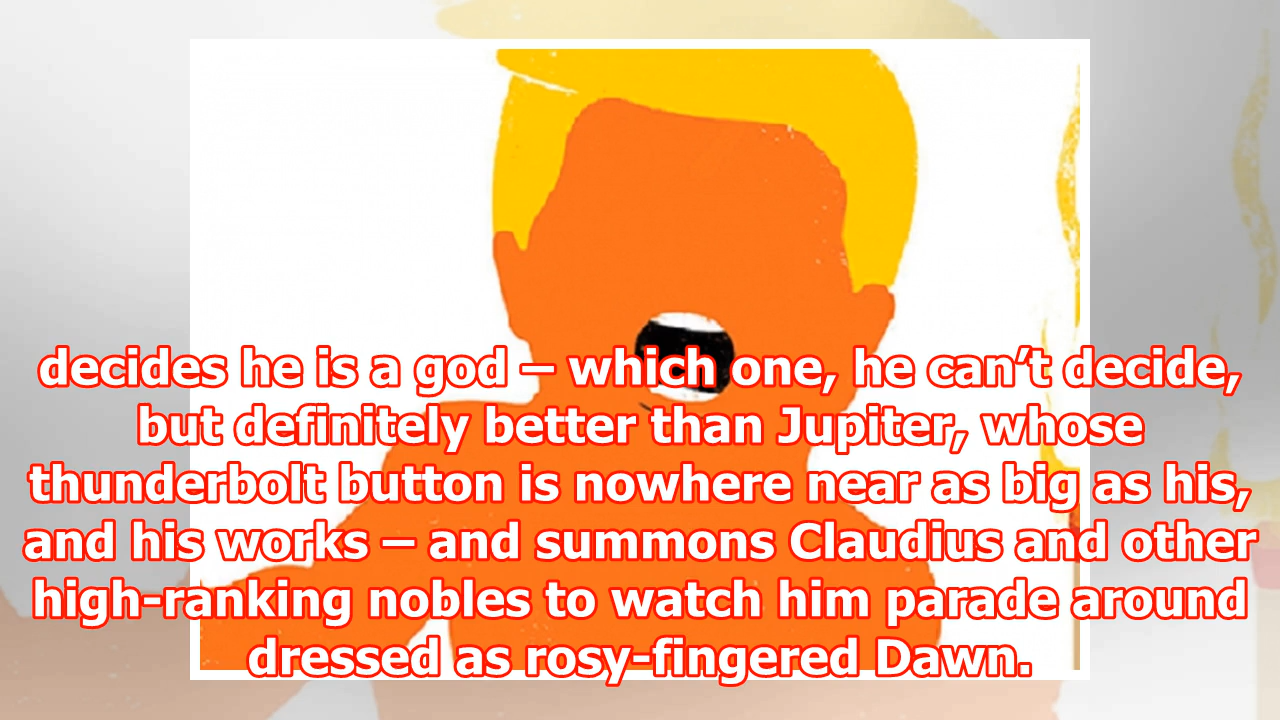 decides he is a god – which one, he can’t decide,
but definitely better than Jupiter, whose
thunderbolt button is nowhere near as big as his,
and his works – and summons Claudius and other
high-ranking nobles to watch him parade around
dressed as rosy-fingered Dawn.